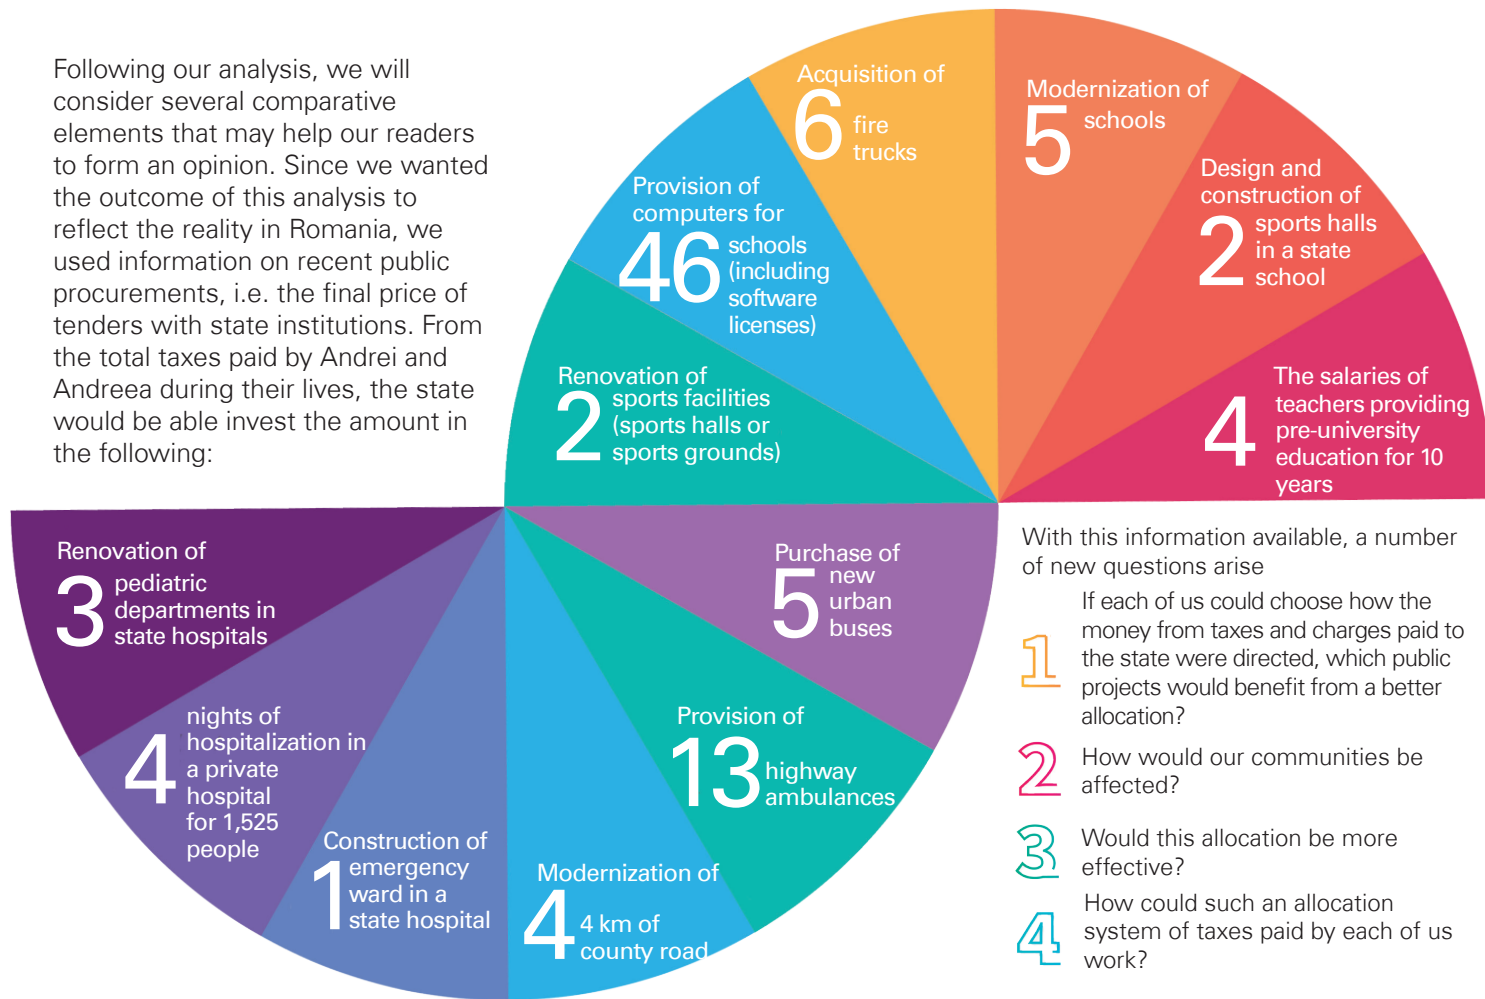 Following our analysis, we will
consider several comparative
elements that may help our readers
to form an opinion. Since we wanted
the outcome of this analysis to
reflect the reality in Romania, we
used information on recent public
procurements, i.e. the final price of
tenders with state institutions. From
the total taxes paid by Andrei and
Andreea during their lives, the state
would be able invest the amount in
the following:
Renovation of
2
sports facilities
(sports halls or
sports grounds)
Provision of
computers for
46
schools
(including
software
licenses)
Acquisition of
6
fire
trucks
Modernization of
5
schools
Design and
construction of
2
sports halls
in a state
school
The salaries of
4
teachers providing
pre-university
education for 10
years
Renovation of
3
pediatric
departments in
state hospitals
4
nights of
hospitalization in
a private
hospital
for 1,525
people
Construction of
1
emergency
ward in a
state hospital
Modernization of
4
4 km of
county road
Provision of
13
highway
ambulances
Purchase of
5
new
urban
buses
With this information available, a number
of new questions arise
1
If each of us could choose how the
money from taxes and charges paid to
the state were directed, which public
projects would benefit from a better
allocation?
2
How would our communities be
affected?
3
Would this allocation be more
effective?
4
How could such an allocation
system of taxes paid by each of us
work?